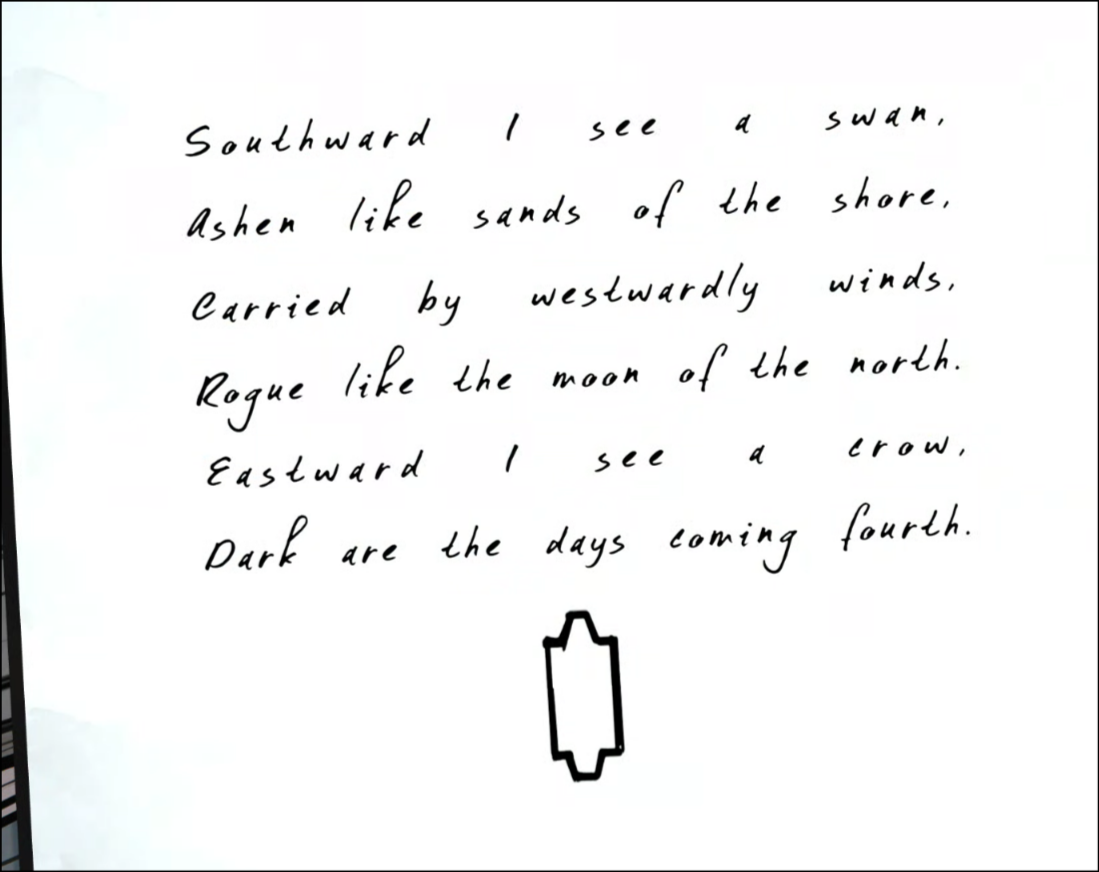 Southward I see a swan,
Ashen like sands of the shore,
Carried by westwardly winds,
Rogue like the moon of the north.
Eastward I see a crow,
Dark are the days coming fourth.